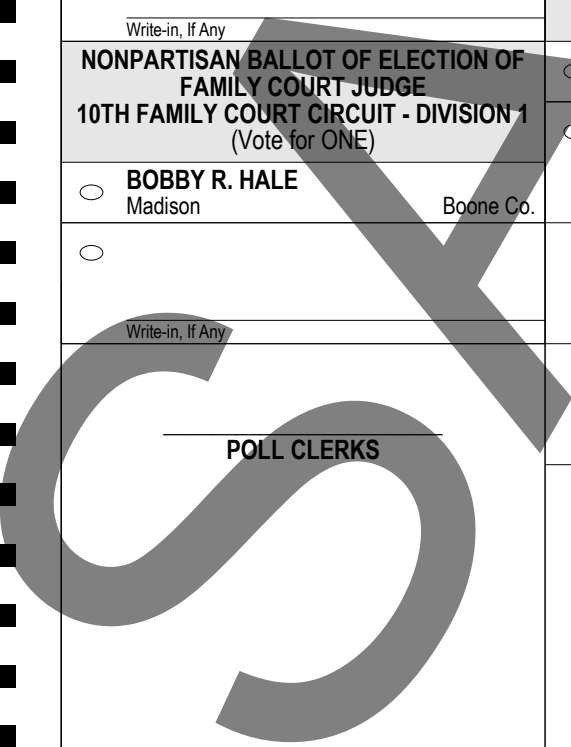 Write-in, If Any
NONPARTISAN BALLOT OF ELECTION OF
FAMILY COURT JUDGE
10TH FAMILY COURT CIRCUIT - DIVISION 1
(Vote for ONE)
BOBBY R. HALE
Madison Boone Co.
Write-in, If Any
POLL CLERKS
SA